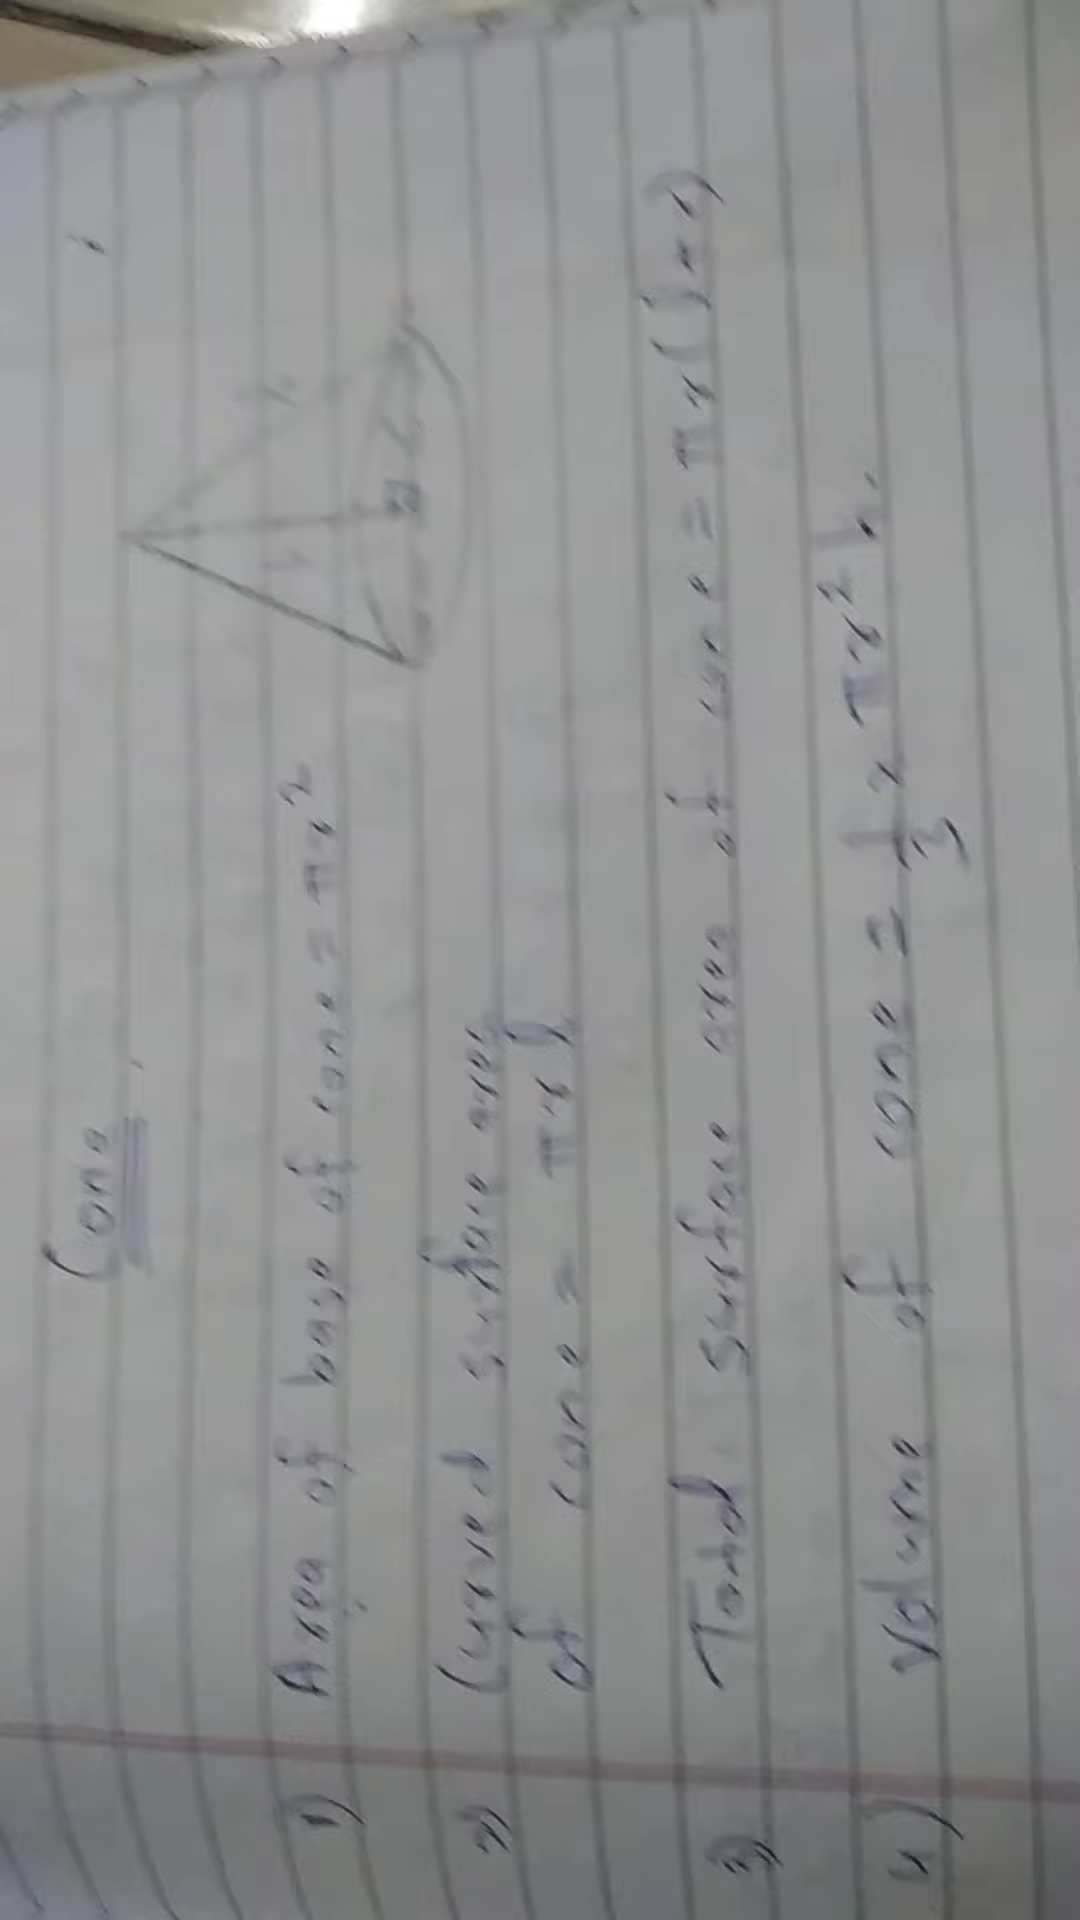 Cone
1) Area of base of cone = πr²
2) Curved surface area
of cone = πrl
3) Total surface area of cone = πr(l+r)
4) Volume of cone = 1/3 x πr²h.
h
l
r